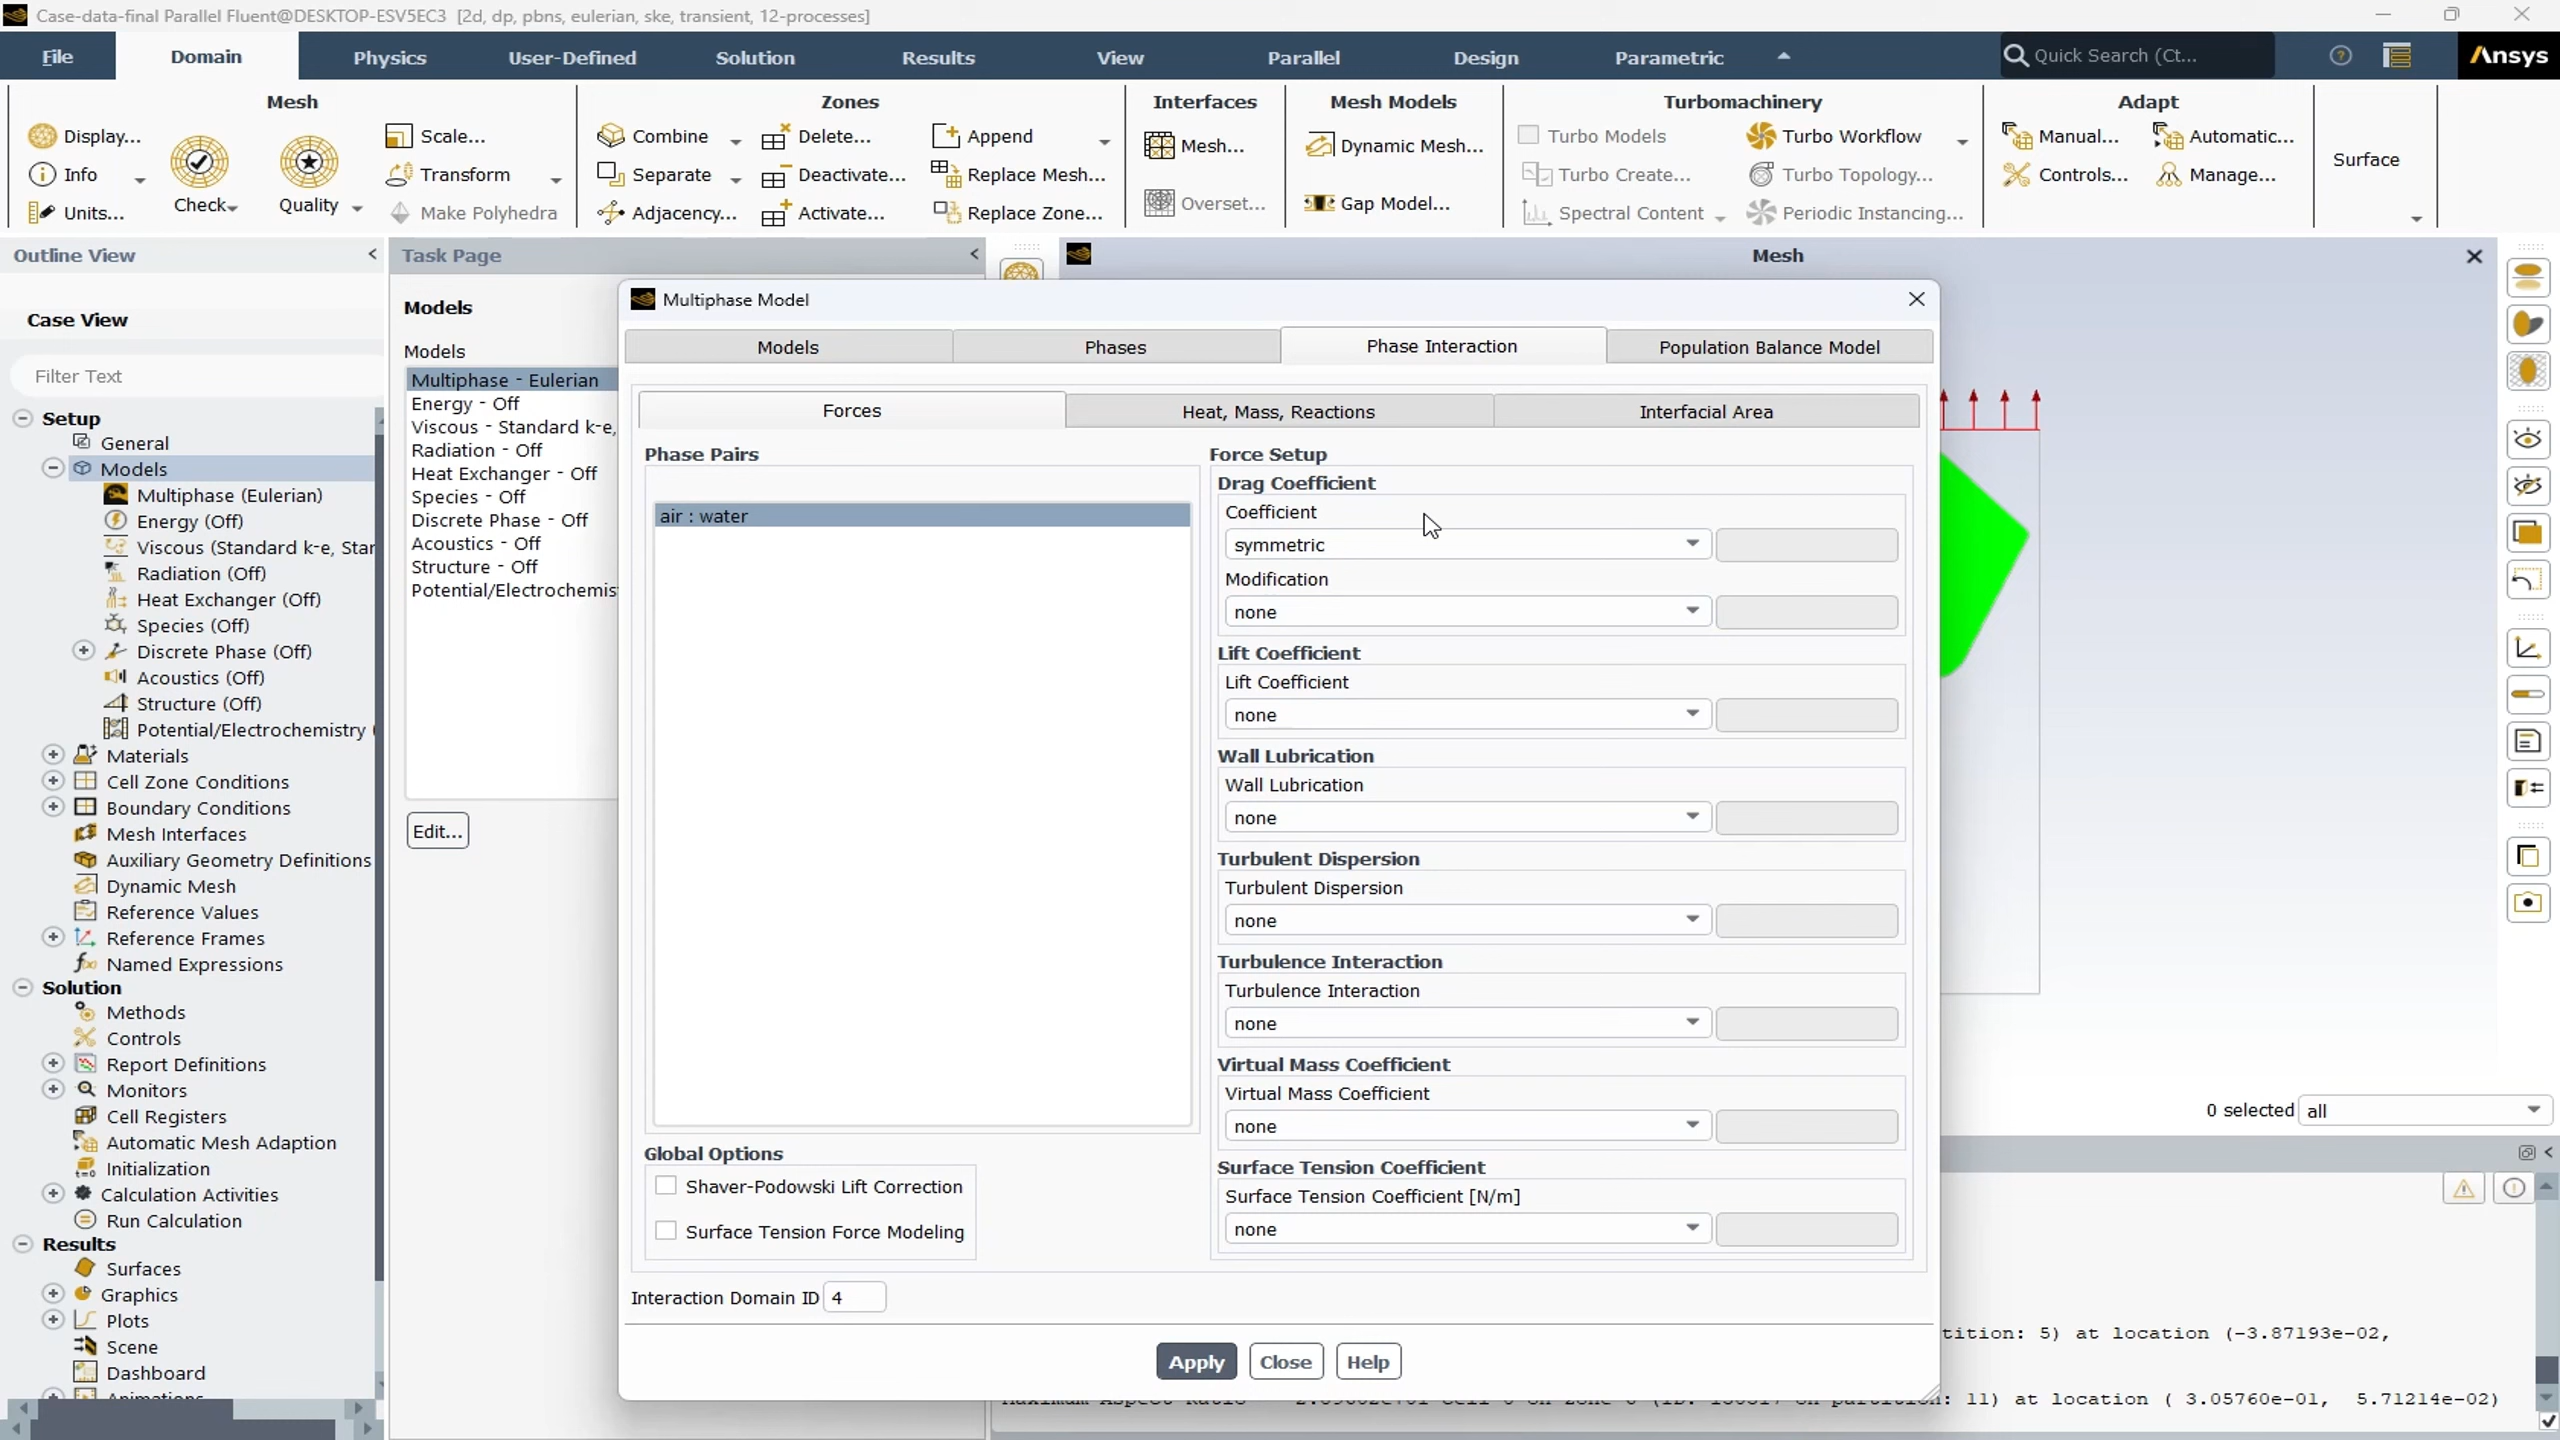 Case-data-final Parallel Fluent@DESKTOP-ESV5EC3 [2d, dp, pbns, eulerian, ske, transient, 12-processes]
File Domain Physics User-Defined Solution Results View Parallel Design Parametric Quick Search (Ct... Ansys
Mesh Zones Interfaces Mesh Models Turbomachinery Adapt
Display... Scale... Combine Delete... Append Mesh... Dynamic Mesh... Turbo Models Turbo Workflow Manual... Automatic... Surface
Info Check Quality Transform Separate Deactivate... Replace Mesh... Turbo Create... Turbo Topology... Controls... Manage...
Units... Make Polyhedra Adjacency... Activate... Replace Zone... Overset... Gap Model... Spectral Content Periodic Instancing...
Outline View
Case View
Filter Text
Setup
General
Models
Multiphase (Eulerian)
Energy (Off)
Viscous (Standard k-e, Star
Radiation (Off)
Heat Exchanger (Off)
Species (Off)
Discrete Phase (Off)
Acoustics (Off)
Structure (Off)
Potential/Electrochemistry
Materials
Cell Zone Conditions
Boundary Conditions
Mesh Interfaces
Auxiliary Geometry Definitions
Dynamic Mesh
Reference Values
Reference Frames
Named Expressions
Solution
Methods
Controls
Report Definitions
Monitors
Cell Registers
Automatic Mesh Adaption
Initialization
Calculation Activities
Run Calculation
Results
Surfaces
Graphics
Plots
Scene
Dashboard
Animations
Task Page
Models
Models
Multiphase - Eulerian
Energy - Off
Viscous - Standard k-e,
Radiation - Off
Heat Exchanger - Off
Species - Off
Discrete Phase - Off
Acoustics - Off
Structure - Off
Potential/Electrochemis
Edit...
Mesh
Multiphase Model
Models Phases Phase Interaction Population Balance Model
Forces Heat, Mass, Reactions Interfacial Area
Phase Pairs
air : water
Global Options
Shaver-Podowski Lift Correction
Surface Tension Force Modeling
Force Setup
Drag Coefficient
Coefficient
symmetric
Modification
none
Lift Coefficient
Lift Coefficient
none
Wall Lubrication
Wall Lubrication
none
Turbulent Dispersion
Turbulent Dispersion
none
Turbulence Interaction
Turbulence Interaction
none
Virtual Mass Coefficient
Virtual Mass Coefficient
none
Surface Tension Coefficient
Surface Tension Coefficient [N/m]
none
Interaction Domain ID 4
Apply Close Help
0 selected all
tition: 5) at location (-3.87193e-02,
: 11) at location ( 3.05760e-01, 5.71214e-02)